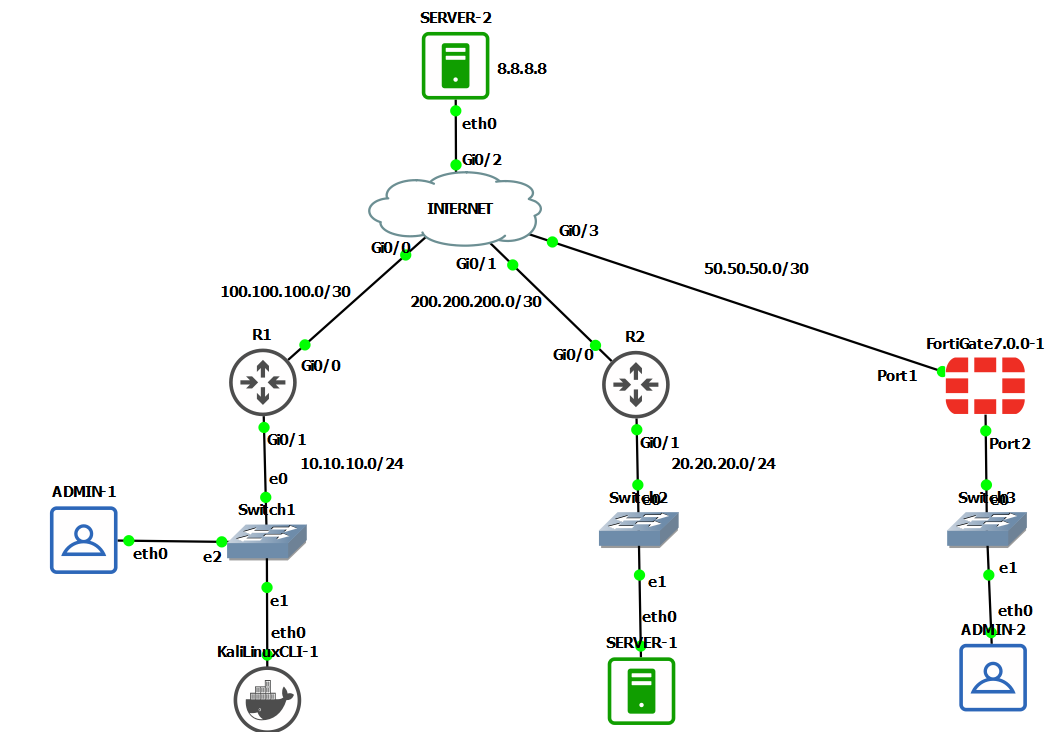 SERVER-2
8.8.8.8
eth0
Gi0/2
INTERNET
Gi0/3
Gi0/0
Gi0/1
50.50.50.0/30
100.100.100.0/30
200.200.200.0/30
R1
R2
FortiGate7.0.0-1
Gi0/0
Gi0/0
Port1
Gi0/1
Gi0/1
Port2
10.10.10.0/24
20.20.20.0/24
e0
ADMIN-1
Switch1
Switch2
e0
Switch3
e0
eth0
e2
e1
e1
e1
eth0
eth0
eth0
KaliLinuxCLI-1
SERVER-1
ADMIN-2